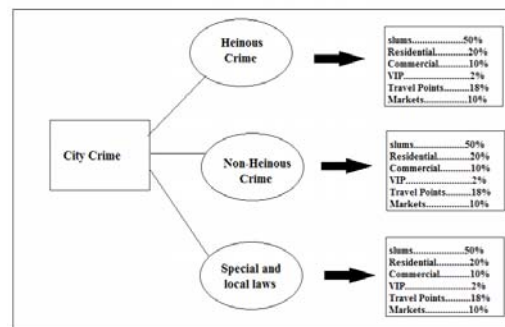 Heinous
Crime
slums.......................50%
Residential............20%
Commercial..........10%
VIP.........................2%
Travel Points.........18%
Markets................10%
City Crime
Non-Heinous
Crime
slums.......................50%
Residential............20%
Commercial..........10%
VIP.........................2%
Travel Points.........18%
Markets................10%
Special and
local laws
slums.......................50%
Residential............20%
Commercial..........10%
VIP.........................2%
Travel Points.........18%
Markets................10%